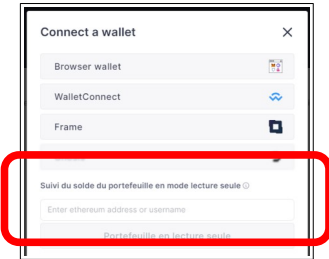 Connect a wallet
Browser wallet
WalletConnect
Frame
Suivi du solde du portefeuille en mode lecture seule
Enter ethereum address or username
Portefeuille en lecture seule